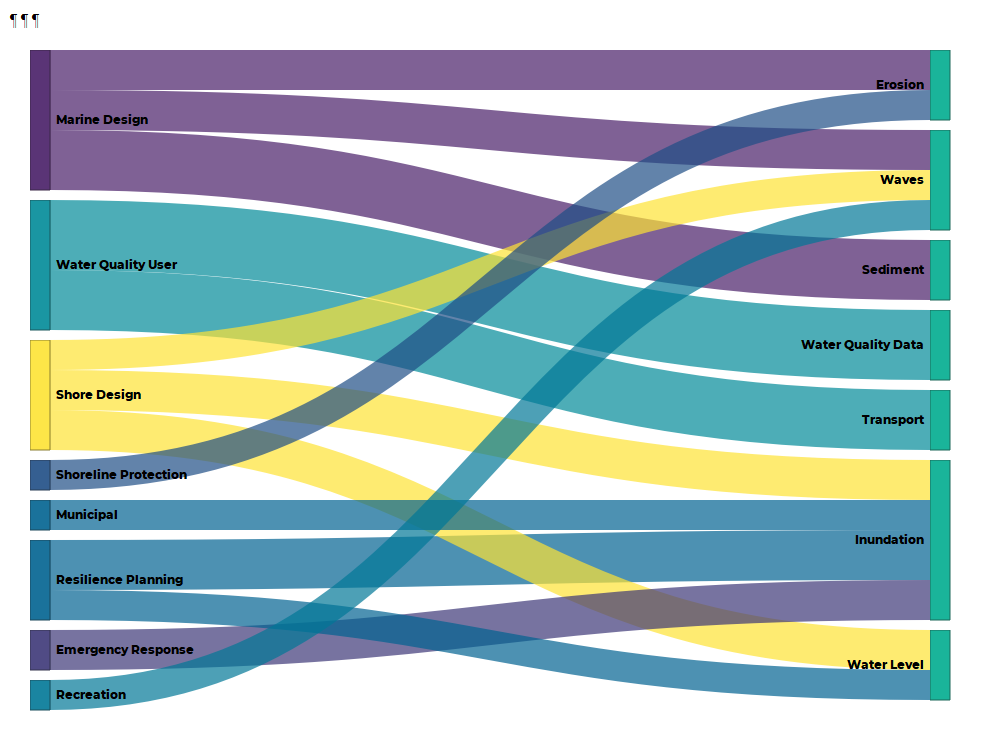 ¶¶¶
Marine Design
Water Quality User
Shore Design
Shoreline Protection
Municipal
Resilience Planning
Emergency Response
Recreation
Erosion
Waves
Sediment
Water Quality Data
Transport
Inundation
Water Level